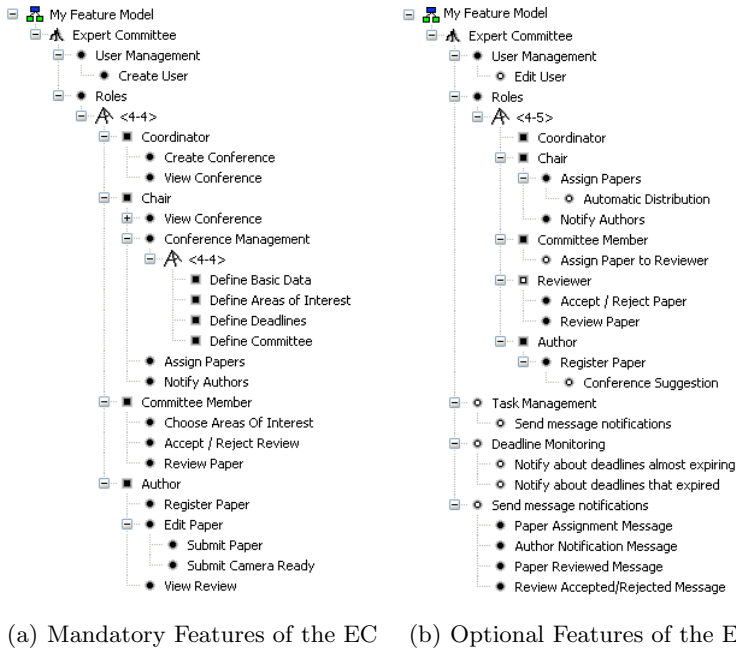 My Feature Model
Expert Committee
User Management
Create User
Roles
<4-4>
Coordinator
Create Conference
View Conference
Chair
View Conference
Conference Management
<4-4>
Define Basic Data
Define Areas of Interest
Define Deadlines
Define Committee
Assign Papers
Notify Authors
Committee Member
Choose Areas Of Interest
Accept / Reject Review
Review Paper
Author
Register Paper
Edit Paper
Submit Paper
Submit Camera Ready
View Review
(a) Mandatory Features of the EC
My Feature Model
Expert Committee
User Management
Edit User
Roles
<4-5>
Coordinator
Chair
Assign Papers
Automatic Distribution
Notify Authors
Committee Member
Assign Paper to Reviewer
Reviewer
Accept / Reject Paper
Review Paper
Author
Register Paper
Conference Suggestion
Task Management
Send message notifications
Deadline Monitoring
Notify about deadlines almost expiring
Notify about deadlines that expired
Send message notifications
Paper Assignment Message
Author Notification Message
Paper Reviewed Message
Review Accepted/Rejected Message
(b) Optional Features of the E